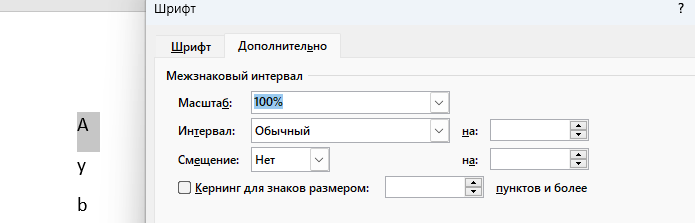 Шрифт ?
Шрифт Дополнительно
Межзнаковый интервал
Масштаб: 100%
Интервал: Обычный на:
Смещение: Нет на:
Кернинг для знаков размером: пунктов и более
A
y
b